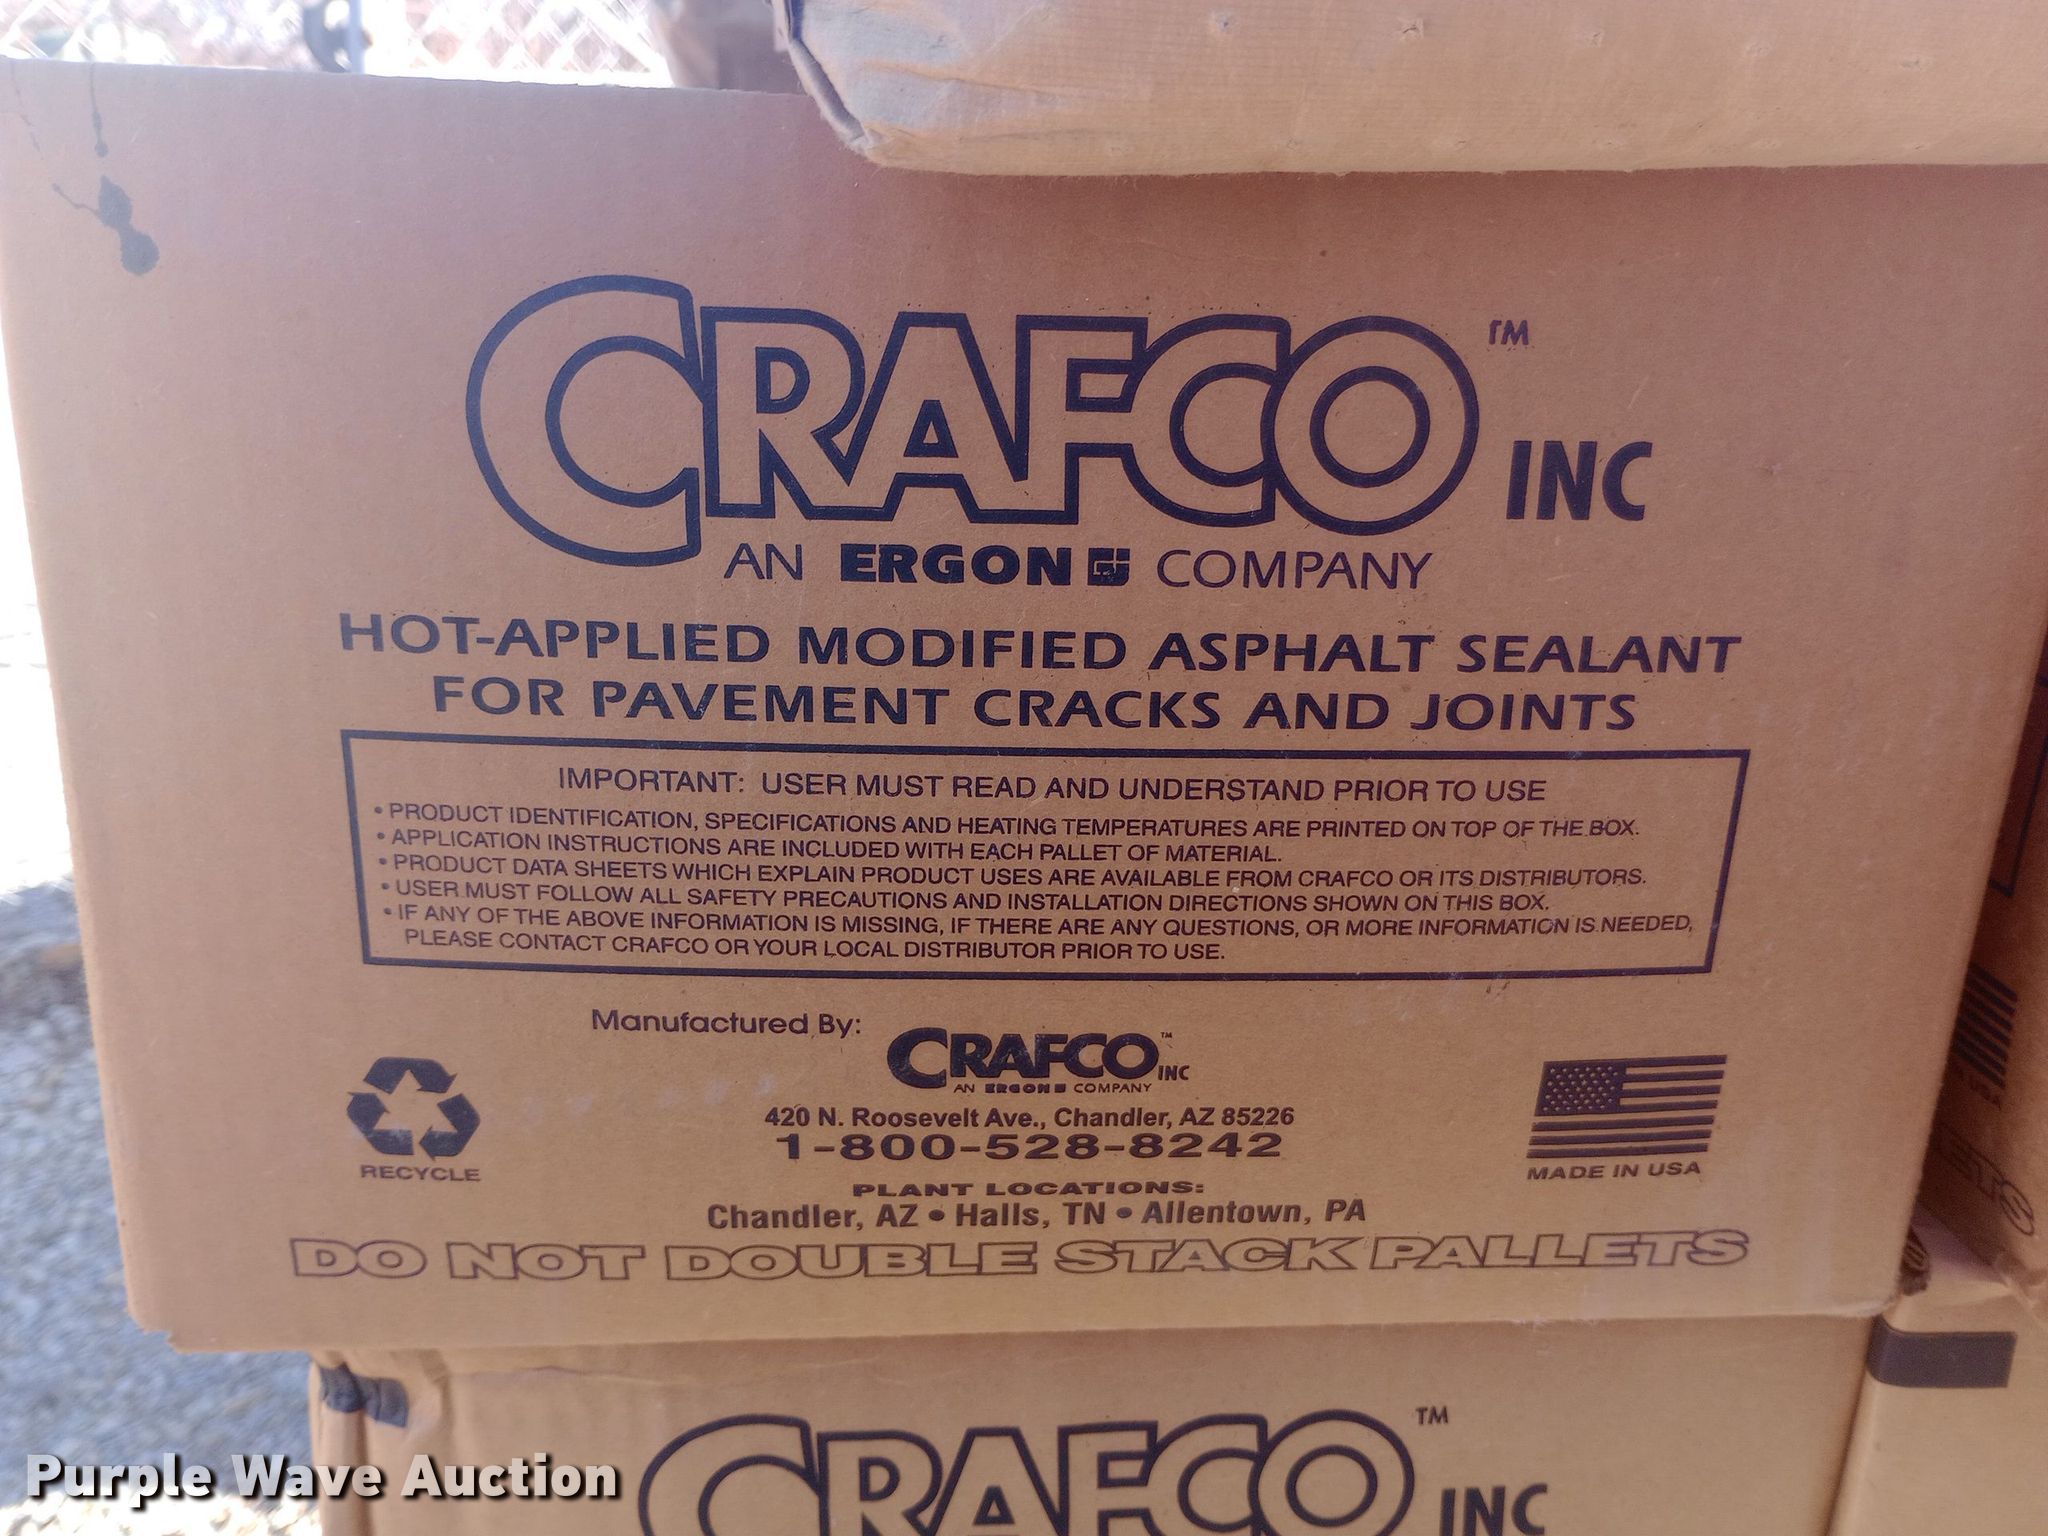 CRAFCO™ INC
AN ERGON COMPANY
HOT-APPLIED MODIFIED ASPHALT SEALANT
FOR PAVEMENT CRACKS AND JOINTS
IMPORTANT: USER MUST READ AND UNDERSTAND PRIOR TO USE
• PRODUCT IDENTIFICATION, SPECIFICATIONS AND HEATING TEMPERATURES ARE PRINTED ON TOP OF THE BOX.
• APPLICATION INSTRUCTIONS ARE INCLUDED WITH EACH PALLET OF MATERIAL.
• PRODUCT DATA SHEETS WHICH EXPLAIN PRODUCT USES ARE AVAILABLE FROM CRAFCO OR ITS DISTRIBUTORS.
• USER MUST FOLLOW ALL SAFETY PRECAUTIONS AND INSTALLATION DIRECTIONS SHOWN ON THIS BOX.
• IF ANY OF THE ABOVE INFORMATION IS MISSING, IF THERE ARE ANY QUESTIONS, OR MORE INFORMATION IS NEEDED,
PLEASE CONTACT CRAFCO OR YOUR LOCAL DISTRIBUTOR PRIOR TO USE.
Manufactured By:
CRAFCO™ INC
AN ERGON COMPANY
420 N. Roosevelt Ave., Chandler, AZ 85226
1-800-528-8242
RECYCLE
MADE IN USA
PLANT LOCATIONS:
Chandler, AZ • Halls, TN • Allentown, PA
DO NOT DOUBLE STACK PALLETS
CRAFCO™ INC
Purple Wave Auction